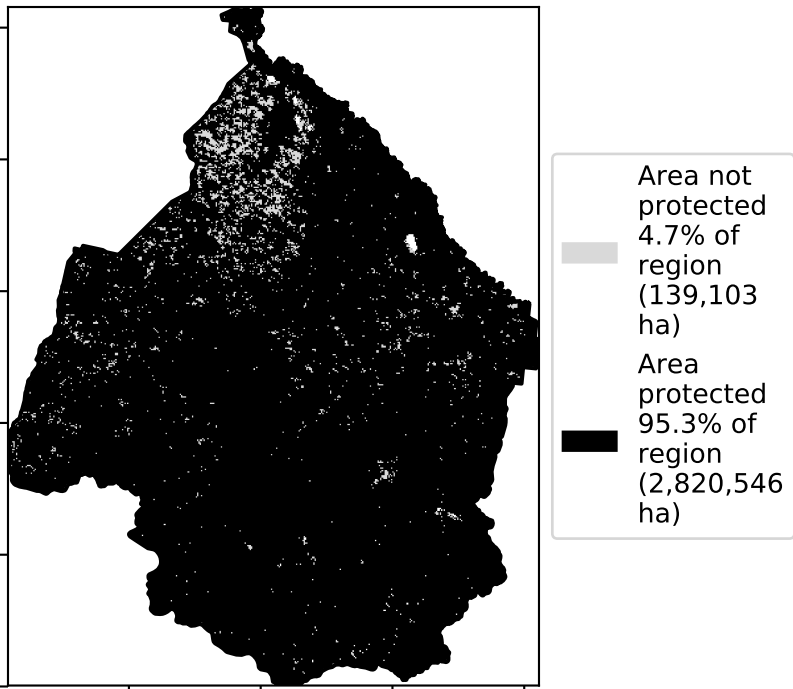 Area not
protected
4.7% of
region
(139,103
ha)
Area
protected
95.3% of
region
(2,820,546
ha)